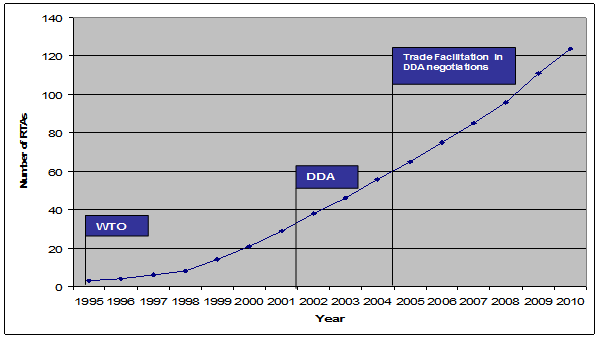 140
120
100
80
60
40
20
0
Number of RTAs
Trade Facilitation in
DDA negotiations
DDA
WTO
1995 1996 1997 1998 1999 2000 2001 2002 2003 2004 2005 2006 2007 2008 2009 2010
Year